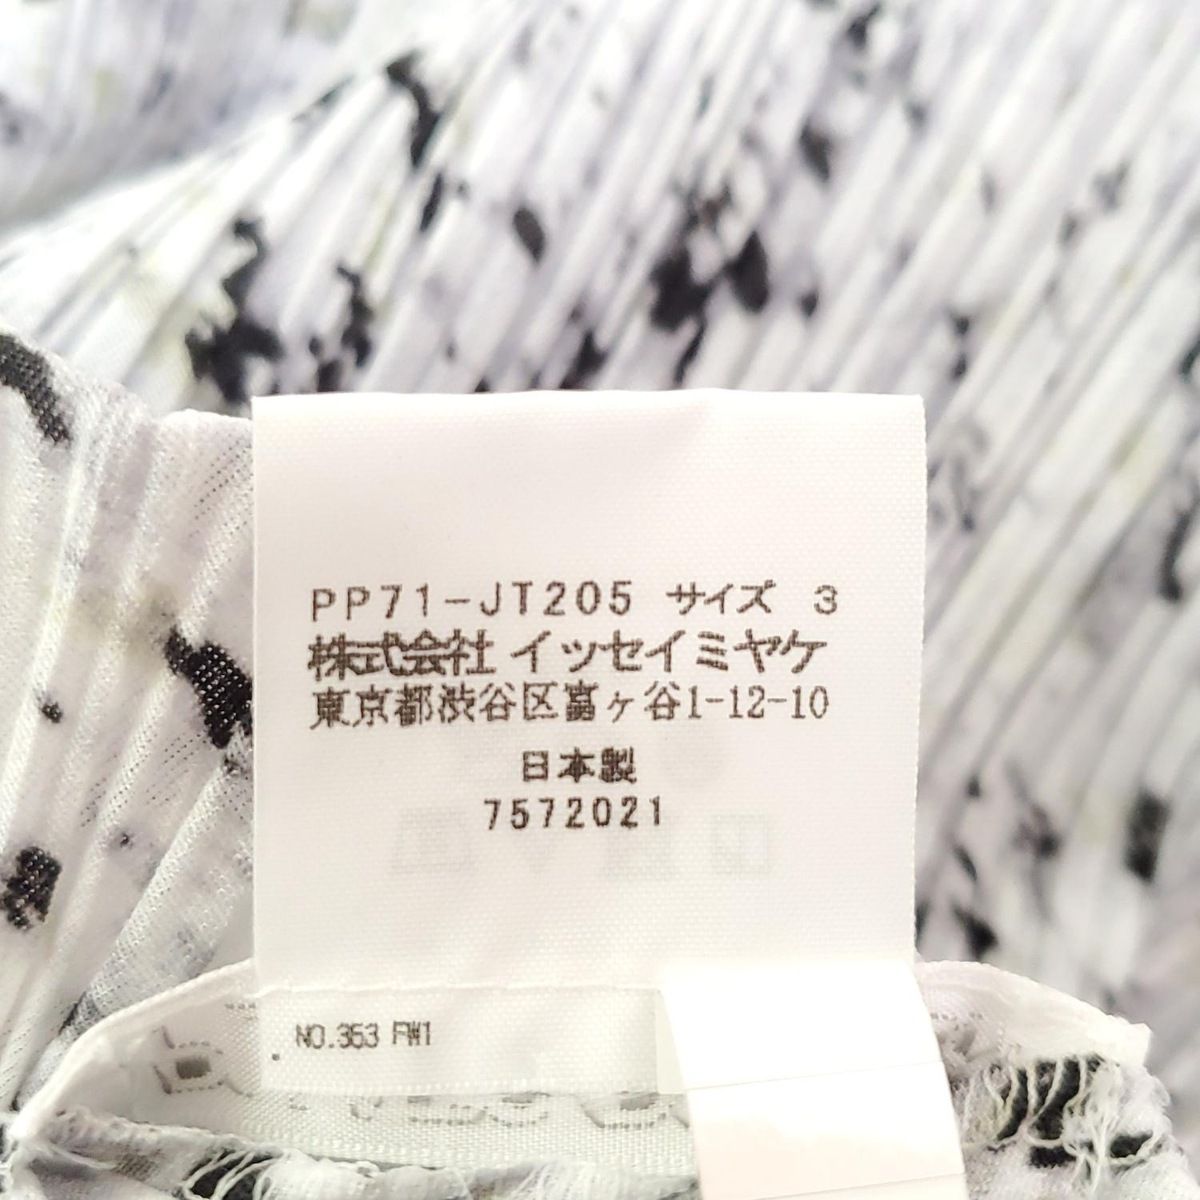 PP71-JT205 サイズ 3
株式会社 イッセイミヤケ
東京都渋谷区富ヶ谷1-12-10
日本製
7572021
NO.353 FW1